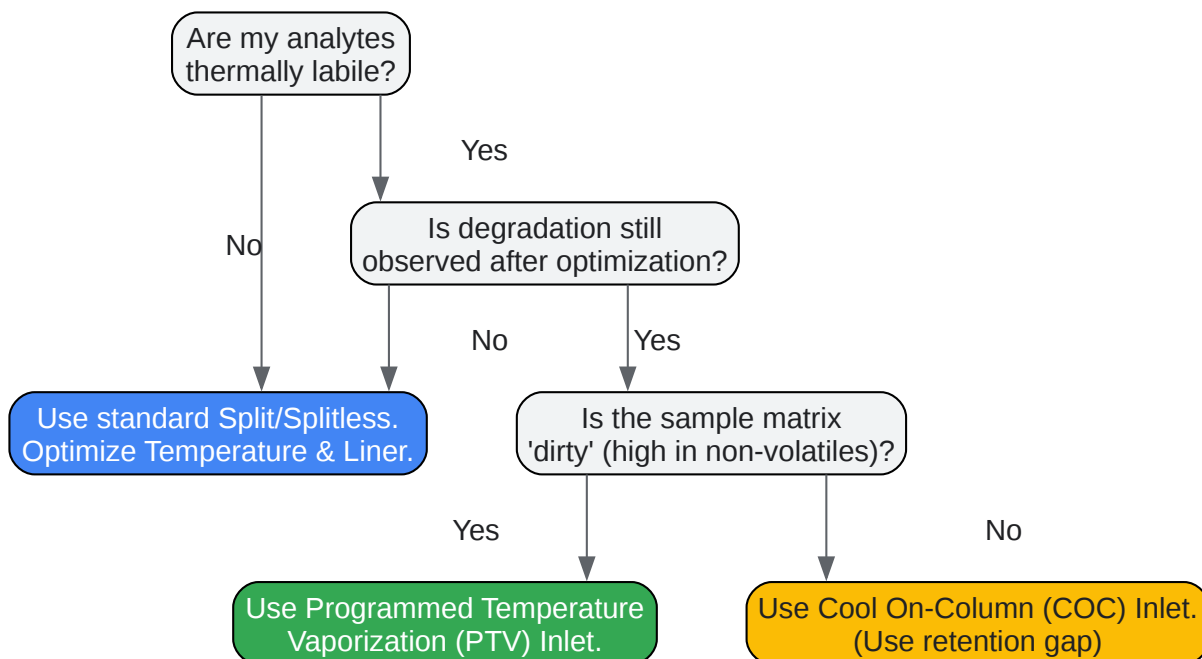 Are my analytes
thermally labile?
Yes
Is degradation still
observed after optimization?
No
No
Yes
Use standard Split/Splitless.
Optimize Temperature & Liner.
Is the sample matrix
'dirty' (high in non-volatiles)?
Yes
No
Use Programmed Temperature
Vaporization (PTV) Inlet.
Use Cool On-Column (COC) Inlet.
(Use retention gap)